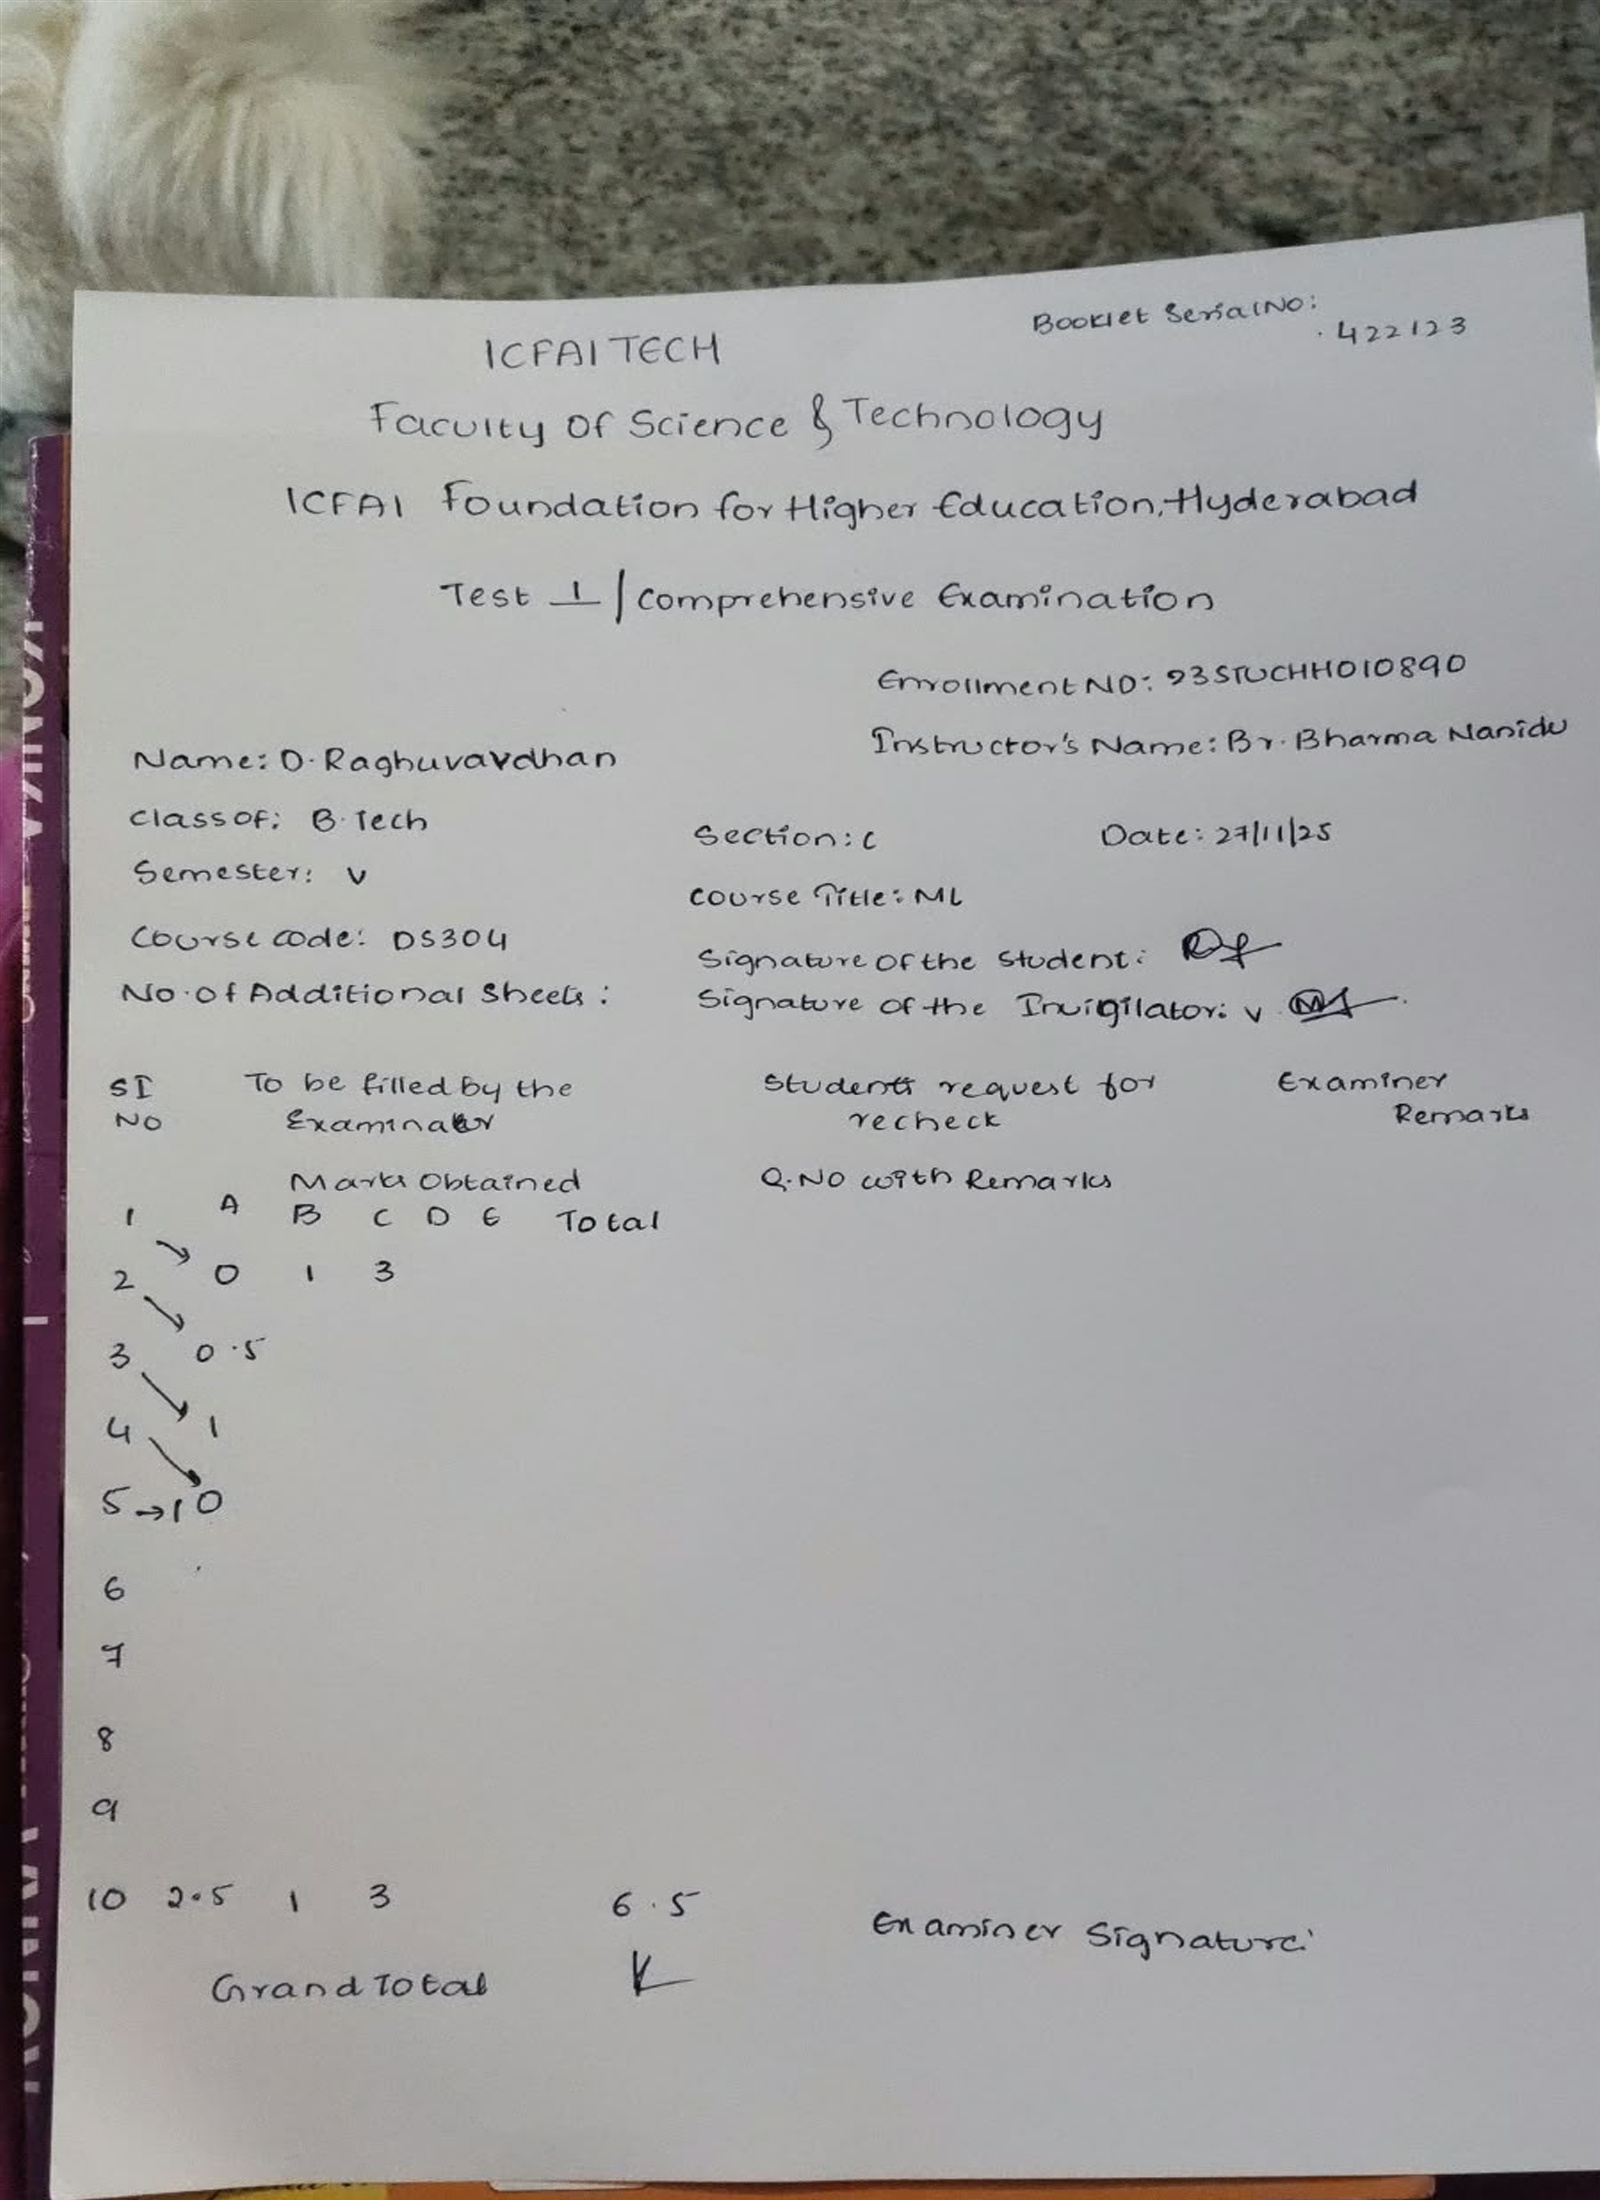 Booklet Serial No:
.422123
ICFAI TECH
Faculty Of Science & Technology
ICFAI Foundation for Higher Education, Hyderabad
Test 1 / Comprehensive Examination
Enrollment NO: 23STUCHH010890
Instructor's Name: Br. Bharma Nanidu
Name: D. Raghuvavdhan
Class of: B.Tech
Section: C Date: 27/11/25
Semester: V
Course Title: ML
Course code: DS304
Signature of the Student:
No. of Additional Sheets:
Signature of the Invigilator: v
SI To be filled by the Students request for Examiner
NO Examinator recheck Remarks
Marks Obtained Q.NO with Remarks
1 A B C D E Total
2 0 1 3
3 0.5
4 1
5 → 10
6
7
8
9
10 2.5 1 3 6.5
Examiner Signature:
Grand Total